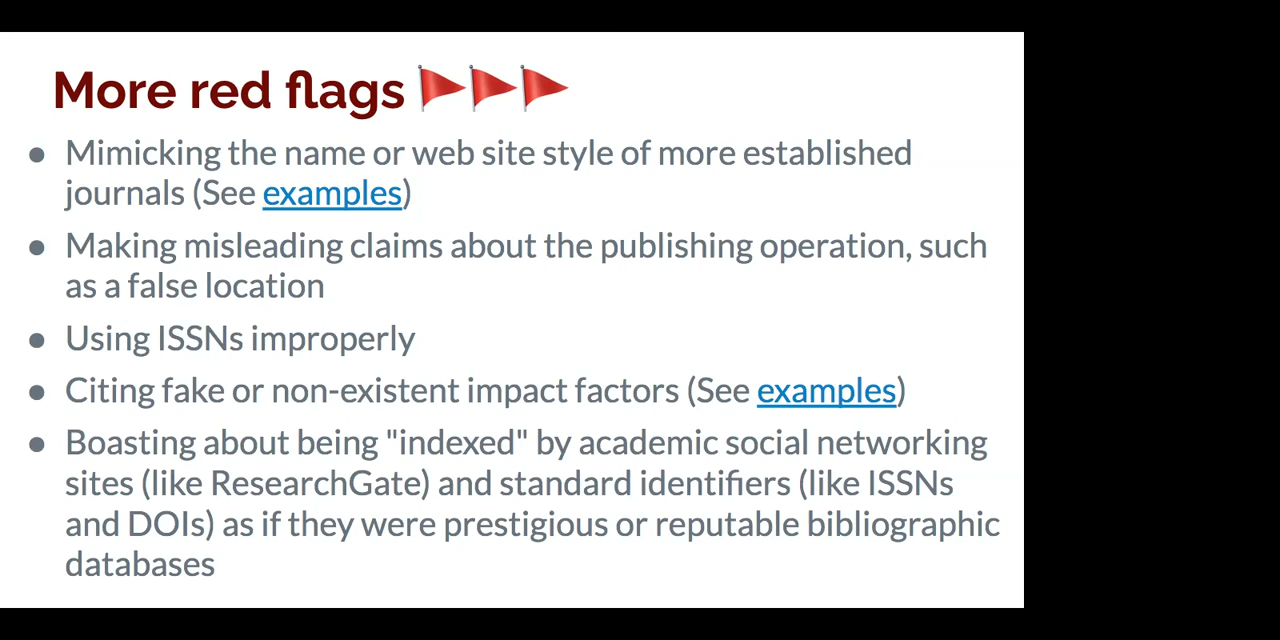 More red flags 🚩🚩🚩
● Mimicking the name or web site style of more established
journals (See examples)
● Making misleading claims about the publishing operation, such
as a false location
● Using ISSNs improperly
● Citing fake or non-existent impact factors (See examples)
● Boasting about being "indexed" by academic social networking
sites (like ResearchGate) and standard identifiers (like ISSNs
and DOIs) as if they were prestigious or reputable bibliographic
databases